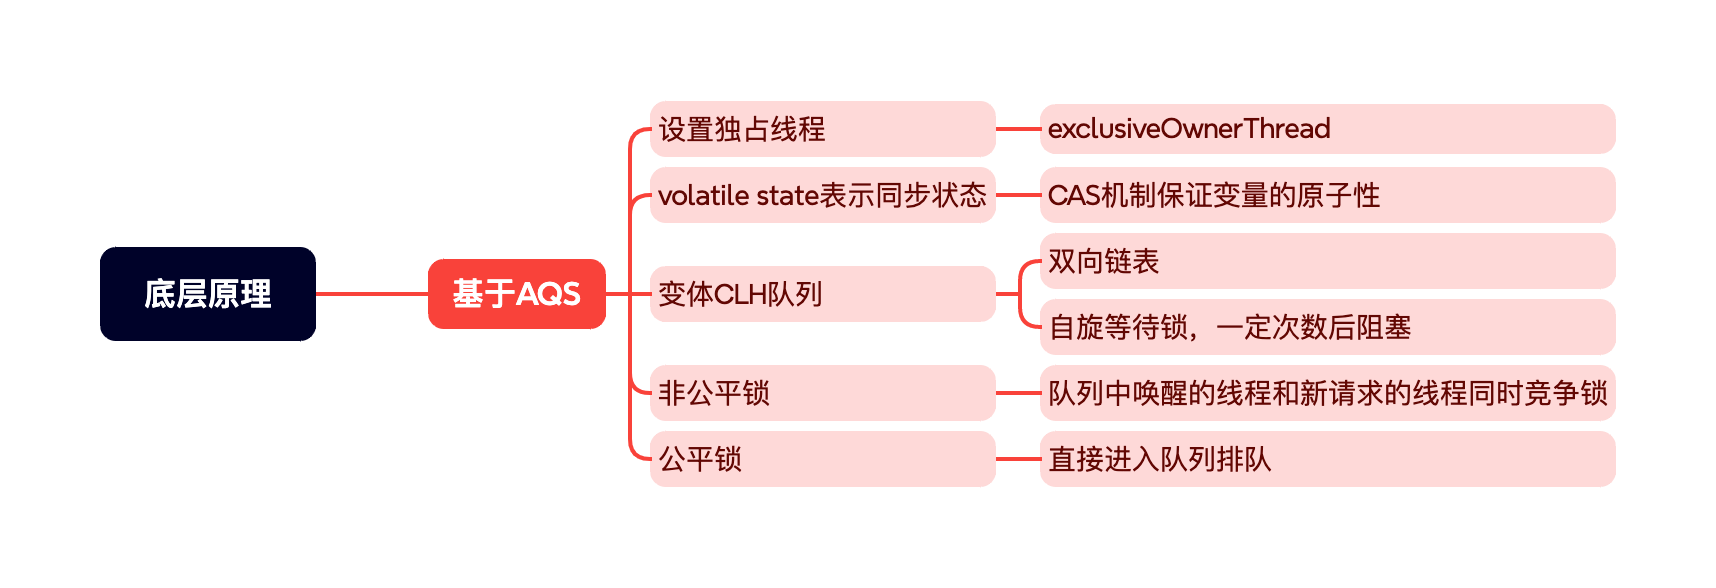 底层原理
基于AQS
设置独占线程
exclusiveOwnerThread
volatile state表示同步状态
CAS机制保证变量的原子性
变体CLH队列
双向链表
自旋等待锁，一定次数后阻塞
非公平锁
队列中唤醒的线程和新请求的线程同时竞争锁
公平锁
直接进入队列排队